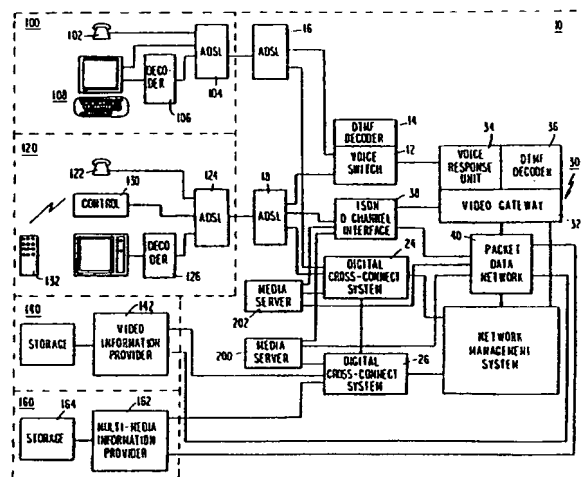 100
102
108
DECO-
DER
106
ADSL
104
ADSL
16
10
120
122
130
CONTROL
132
DECO-
DER
126
124
ADSL
18
ADSL
DTMF DECODER
14
VOICE
SWITCH
12
34
VOICE
RESPONSE
UNIT
36
DTMF
DECODER
30
VIDEO GATEWAY
32
ISDN
D CHANNEL
INTERFACE
38
24
DIGITAL
CROSS-CONNECT
SYSTEM
40
PACKET
DATA
NETWORK
MEDIA
SERVER
202
MEDIA
SERVER
200
DIGITAL
CROSS-CONNECT
SYSTEM
26
NETWORK
MANAGEMENT
SYSTEM
140
142
STORAGE
VIDEO
INFORMATION
PROVIDER
160
164
162
STORAGE
MULTI-MEDIA
INFORMATION
PROVIDER